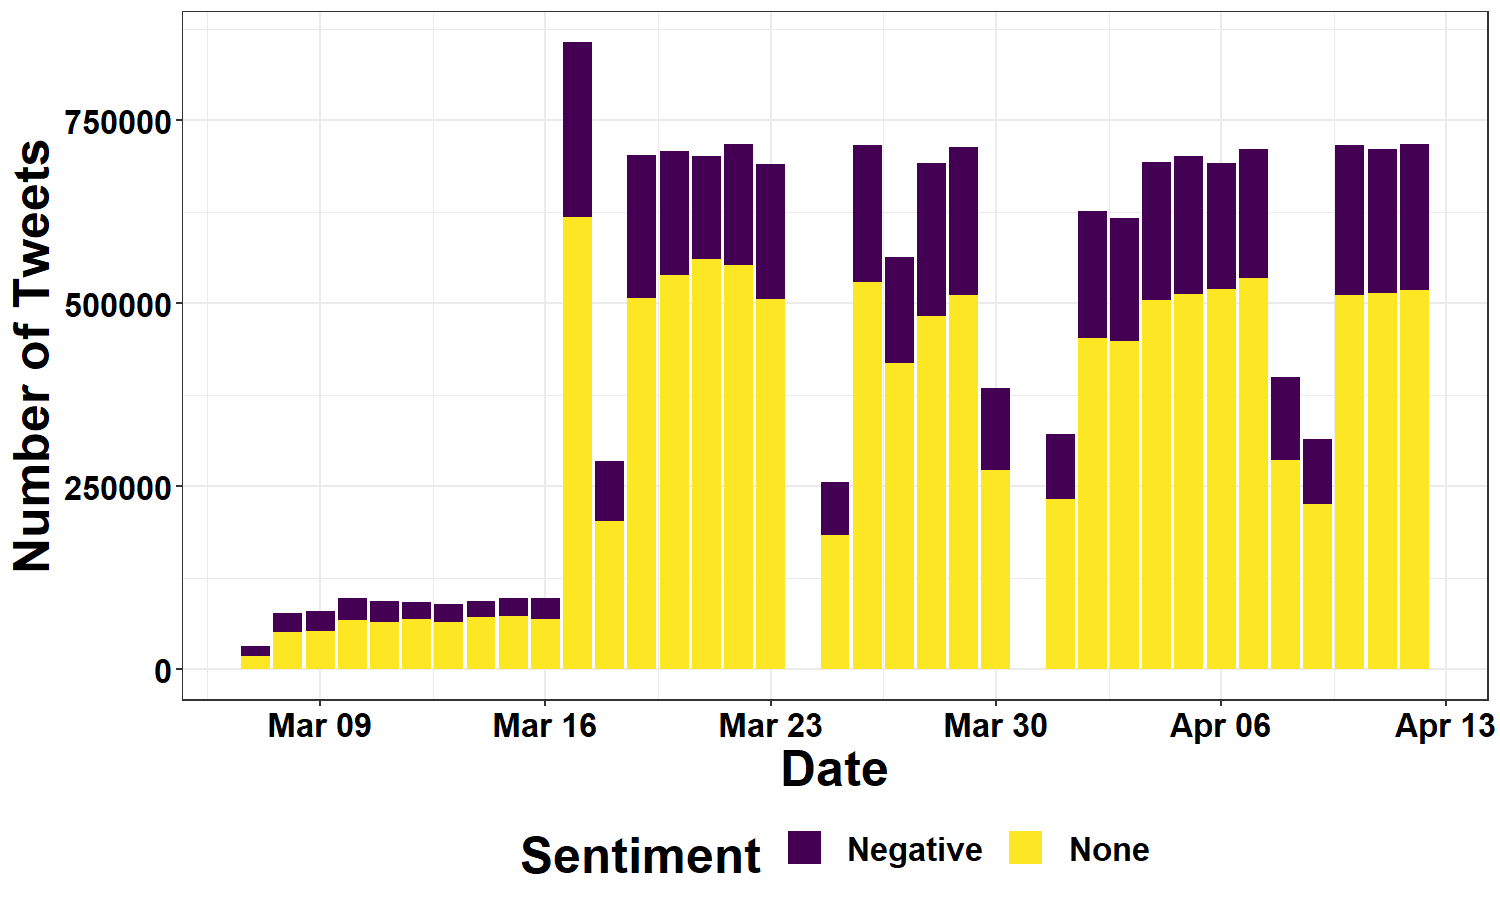 Number of Tweets
750000
500000
250000
0
Mar 09 Mar 16 Mar 23 Mar 30 Apr 06 Apr 13
Date
Sentiment Negative None